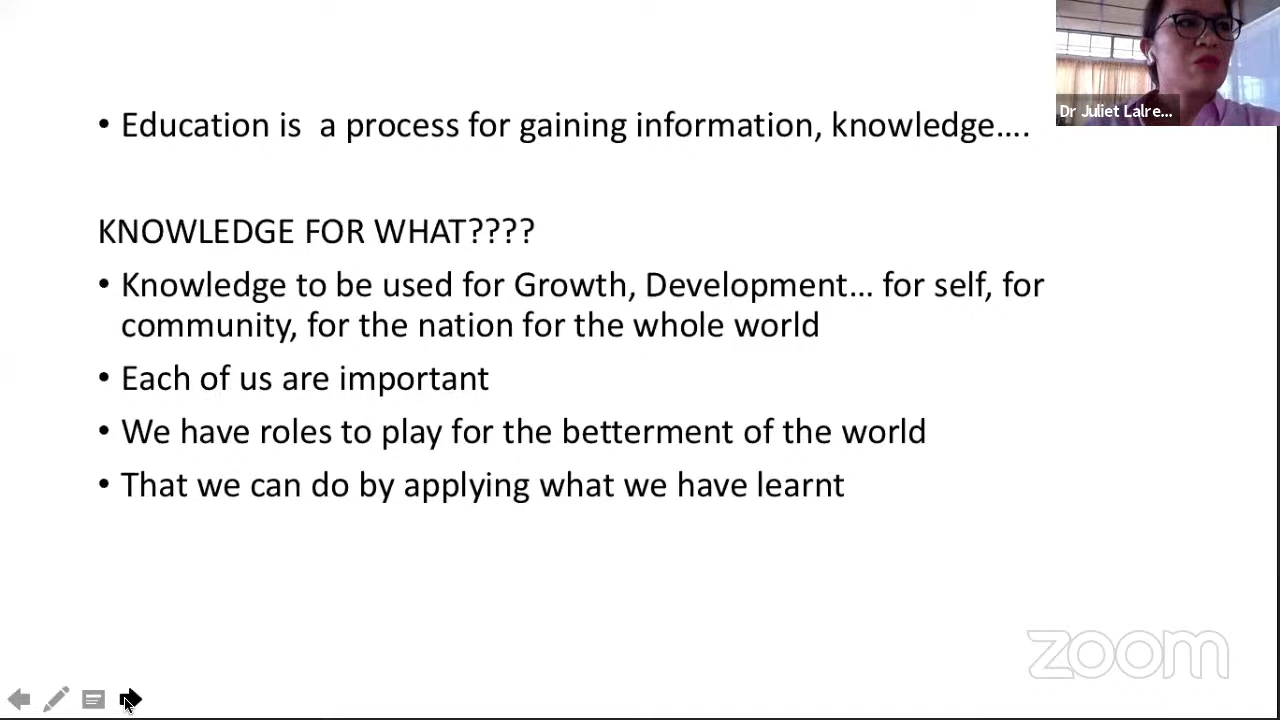 Dr Juliet Lalre...
• Education is  a process for gaining information, knowledge....
KNOWLEDGE FOR WHAT????
• Knowledge to be used for Growth, Development... for self, for
community, for the nation for the whole world
• Each of us are important
• We have roles to play for the betterment of the world
• That we can do by applying what we have learnt
zoom